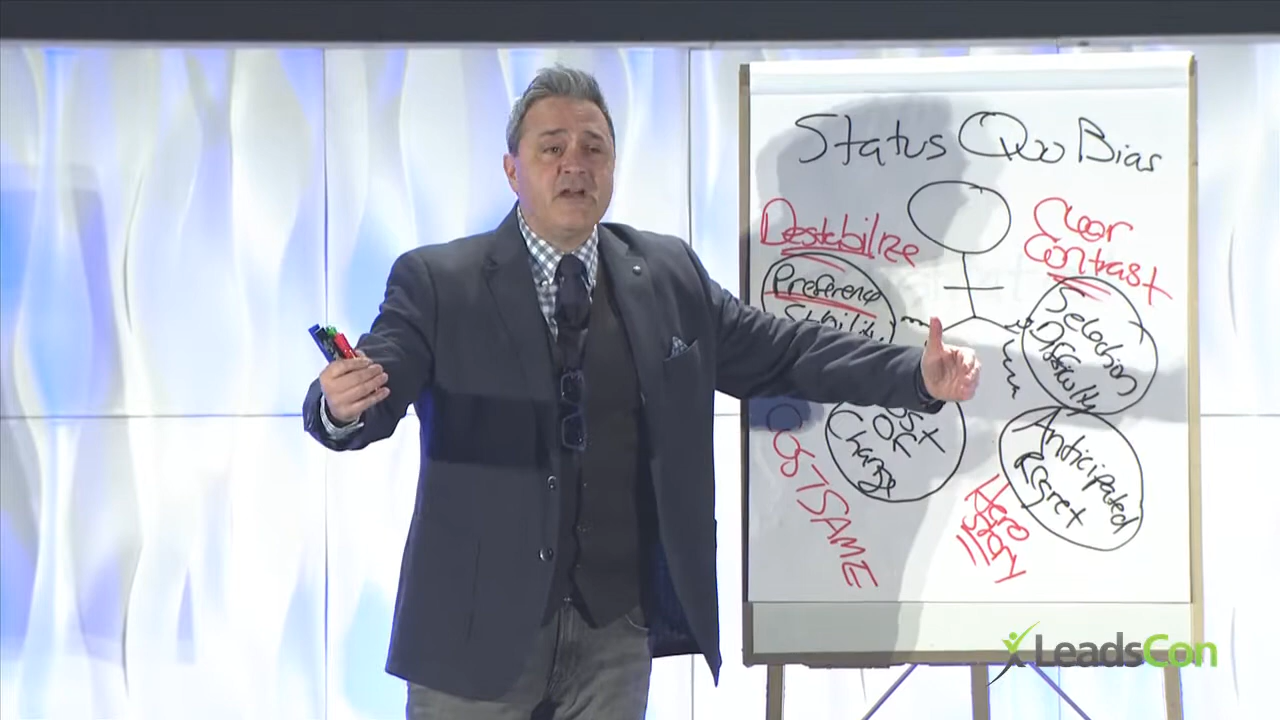 Status Quo Bias
Destabilize
Clear
Contrast
Preference
Stability
Selection
Difficulty
Cost
Of
Change
COST SAME
Anticipated
Regret
Hero
Story
LeadsCon